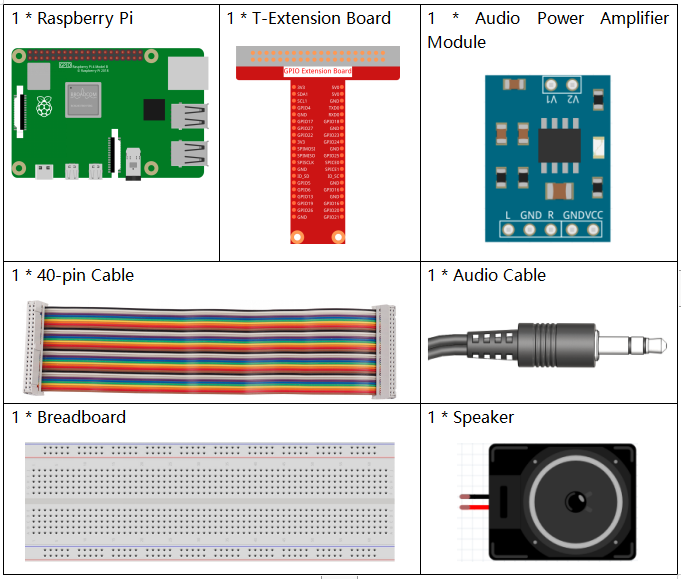 1 * Raspberry Pi
1 * T-Extension Board
1 * Audio Power Amplifier
Module
GPIO Extension Board
3V3 5V0
SDA1 5V0
SCL1 GND
GPIO4 TXD0
GND RXD0
GPIO17 GPIO18
GPIO27 GND
GPIO22 GPIO23
3V3 GPIO24
SPIMOSI GND
SPIMISO GPIO25
SPISCLK SPICE0
GND SPICE1
ID_SD ID_SC
GPIO5 GND
GPIO6 GPIO12
GPIO13 GND
GPIO19 GPIO16
GPIO26 GPIO20
GND GPIO21
V1 V2
L GND R GND VCC
1 * 40-pin Cable
1 * Audio Cable
1 * Breadboard
1 * Speaker